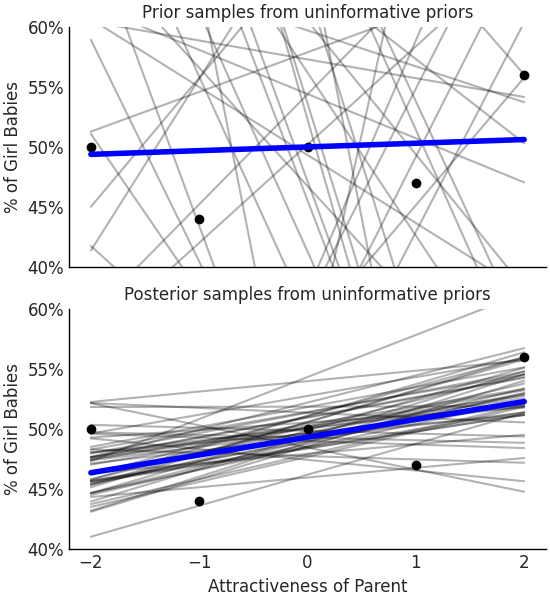 Prior samples from uninformative priors
60%
55%
50%
45%
40%
% of Girl Babies
Posterior samples from uninformative priors
60%
55%
50%
45%
40%
% of Girl Babies
−2 −1 0 1 2
Attractiveness of Parent